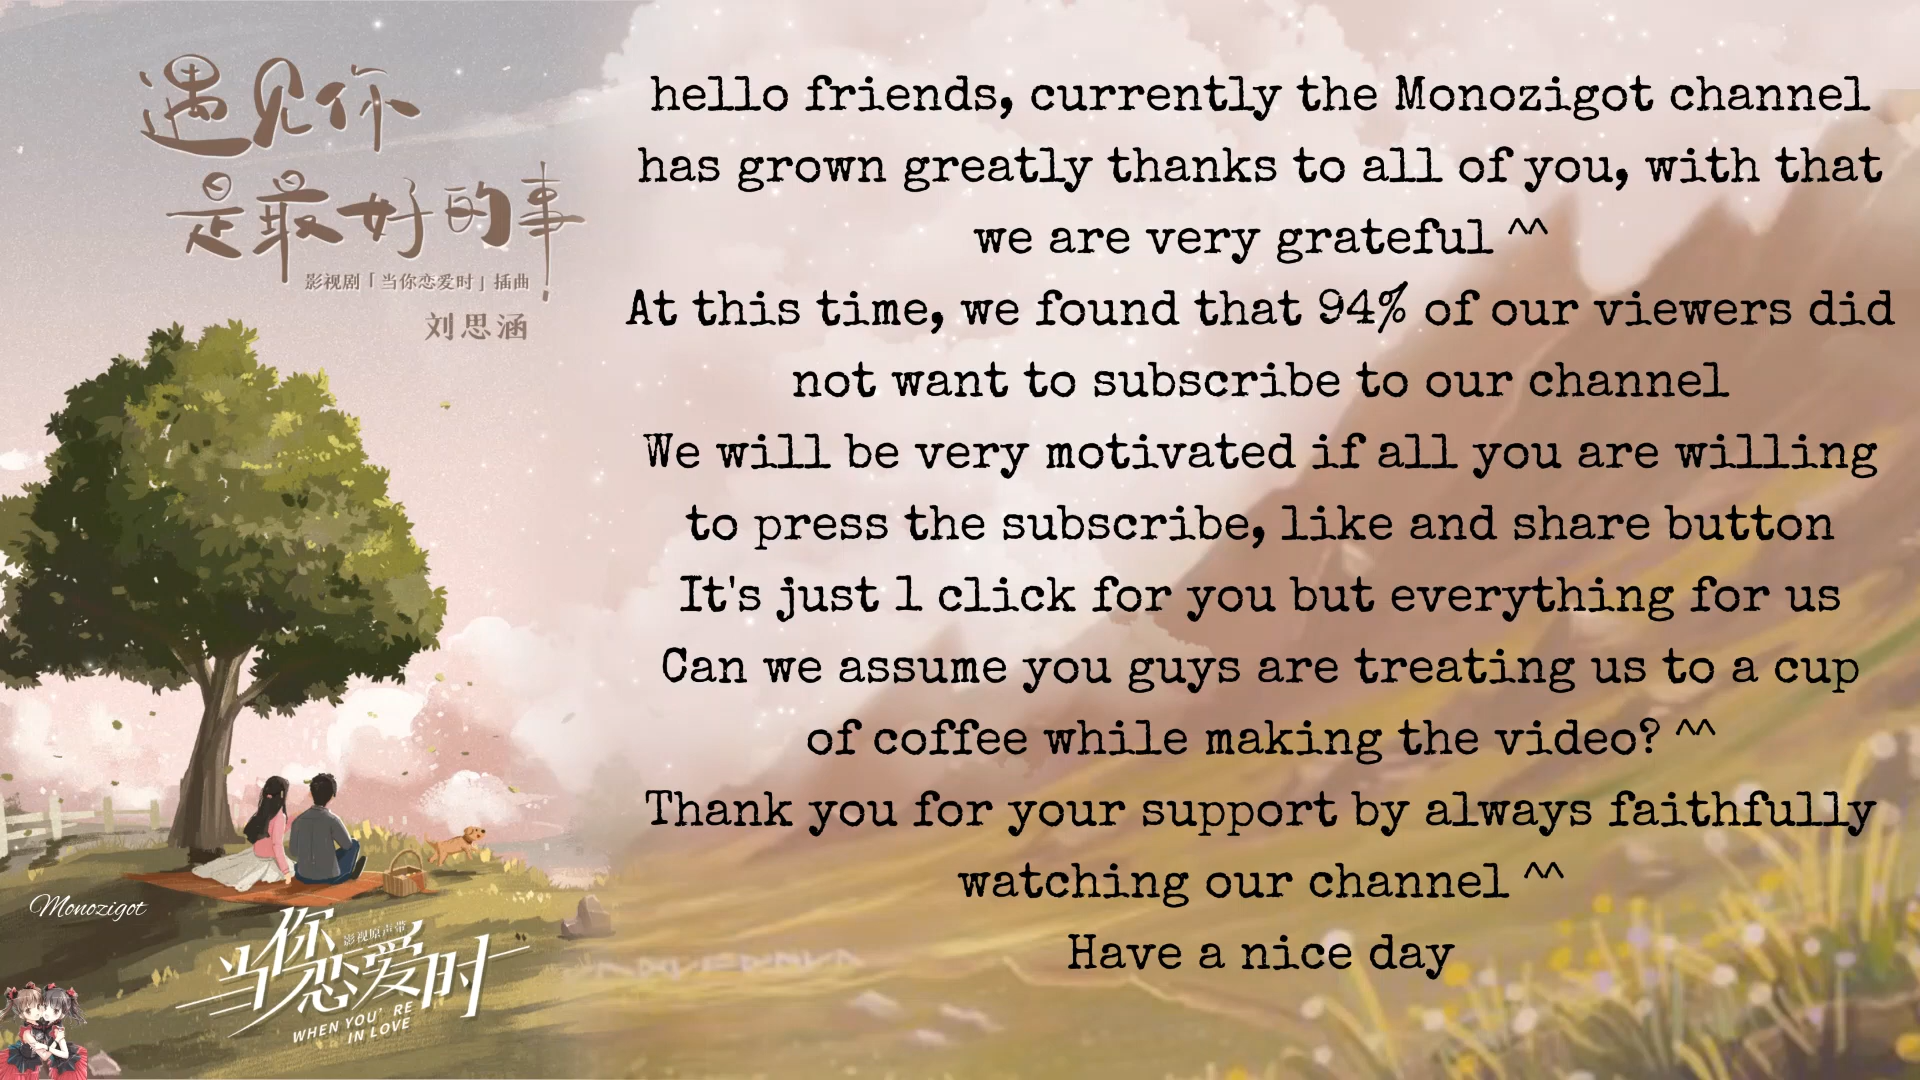 遇见你
是最好的事
影视剧「当你恋爱时」插曲
刘思涵
hello friends, currently the Monozigot channel
has grown greatly thanks to all of you, with that
we are very grateful ^^
At this time, we found that 94% of our viewers did
not want to subscribe to our channel
We will be very motivated if all you are willing
to press the subscribe, like and share button
It's just 1 click for you but everything for us
Can we assume you guys are treating us to a cup
of coffee while making the video? ^^
Thank you for your support by always faithfully
watching our channel ^^
Have a nice day
Monozigot
影视原声带
当你恋爱时
WHEN YOU'RE
IN LOVE